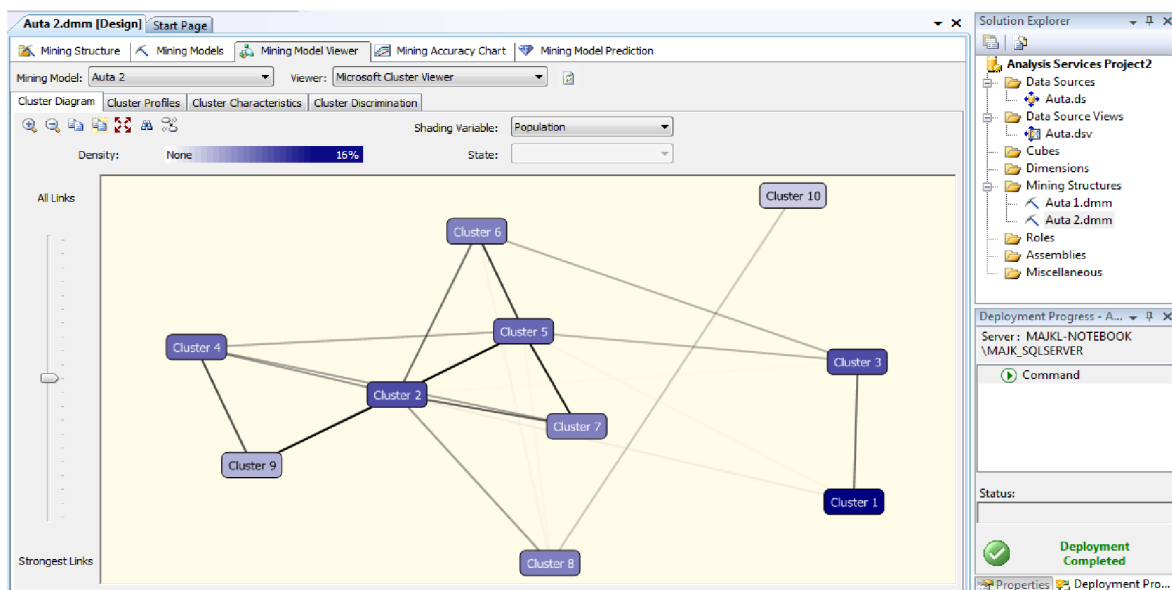 Auta 2.dmm [Design] Start Page
Mining Structure Mining Models Mining Model Viewer Mining Accuracy Chart Mining Model Prediction
Mining Model: Auta 2 Viewer: Microsoft Cluster Viewer
Cluster Diagram Cluster Profiles Cluster Characteristics Cluster Discrimination
Shading Variable: Population
Density: None 16% State:
All Links
Strongest Links
Cluster 10
Cluster 6
Cluster 5
Cluster 4
Cluster 3
Cluster 2
Cluster 7
Cluster 9
Cluster 1
Cluster 8
Solution Explorer
Analysis Services Project2
Data Sources
Auta.ds
Data Source Views
Auta.dsv
Cubes
Dimensions
Mining Structures
Auta 1.dmm
Auta 2.dmm
Roles
Assemblies
Miscellaneous
Deployment Progress - A...
Server : MAJKL-NOTEBOOK
\MAJK_SQLSERVER
Command
Status:
Deployment
Completed
Properties Deployment Pro...